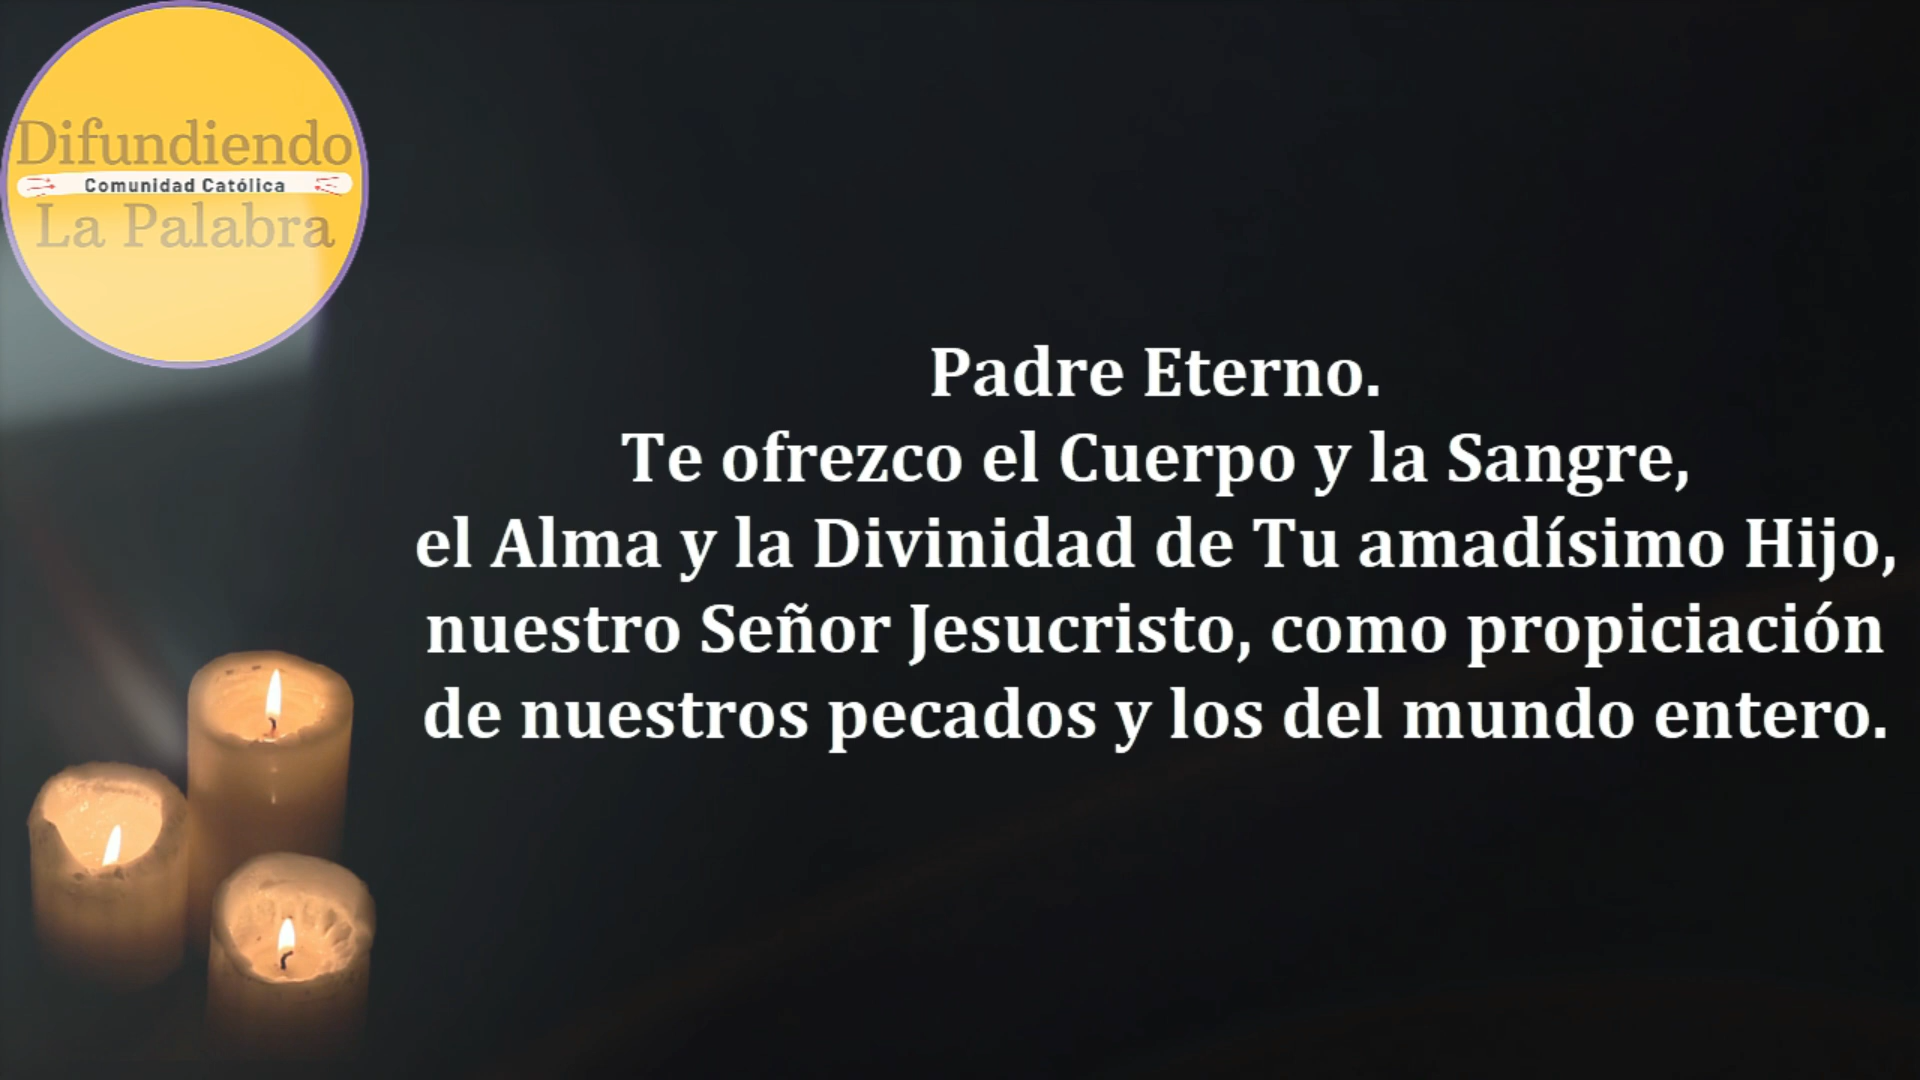 Difundiendo
Comunidad Católica
La Palabra
Padre Eterno.
Te ofrezco el Cuerpo y la Sangre,
el Alma y la Divinidad de Tu amadísimo Hijo,
nuestro Señor Jesucristo, como propiciación
de nuestros pecados y los del mundo entero.